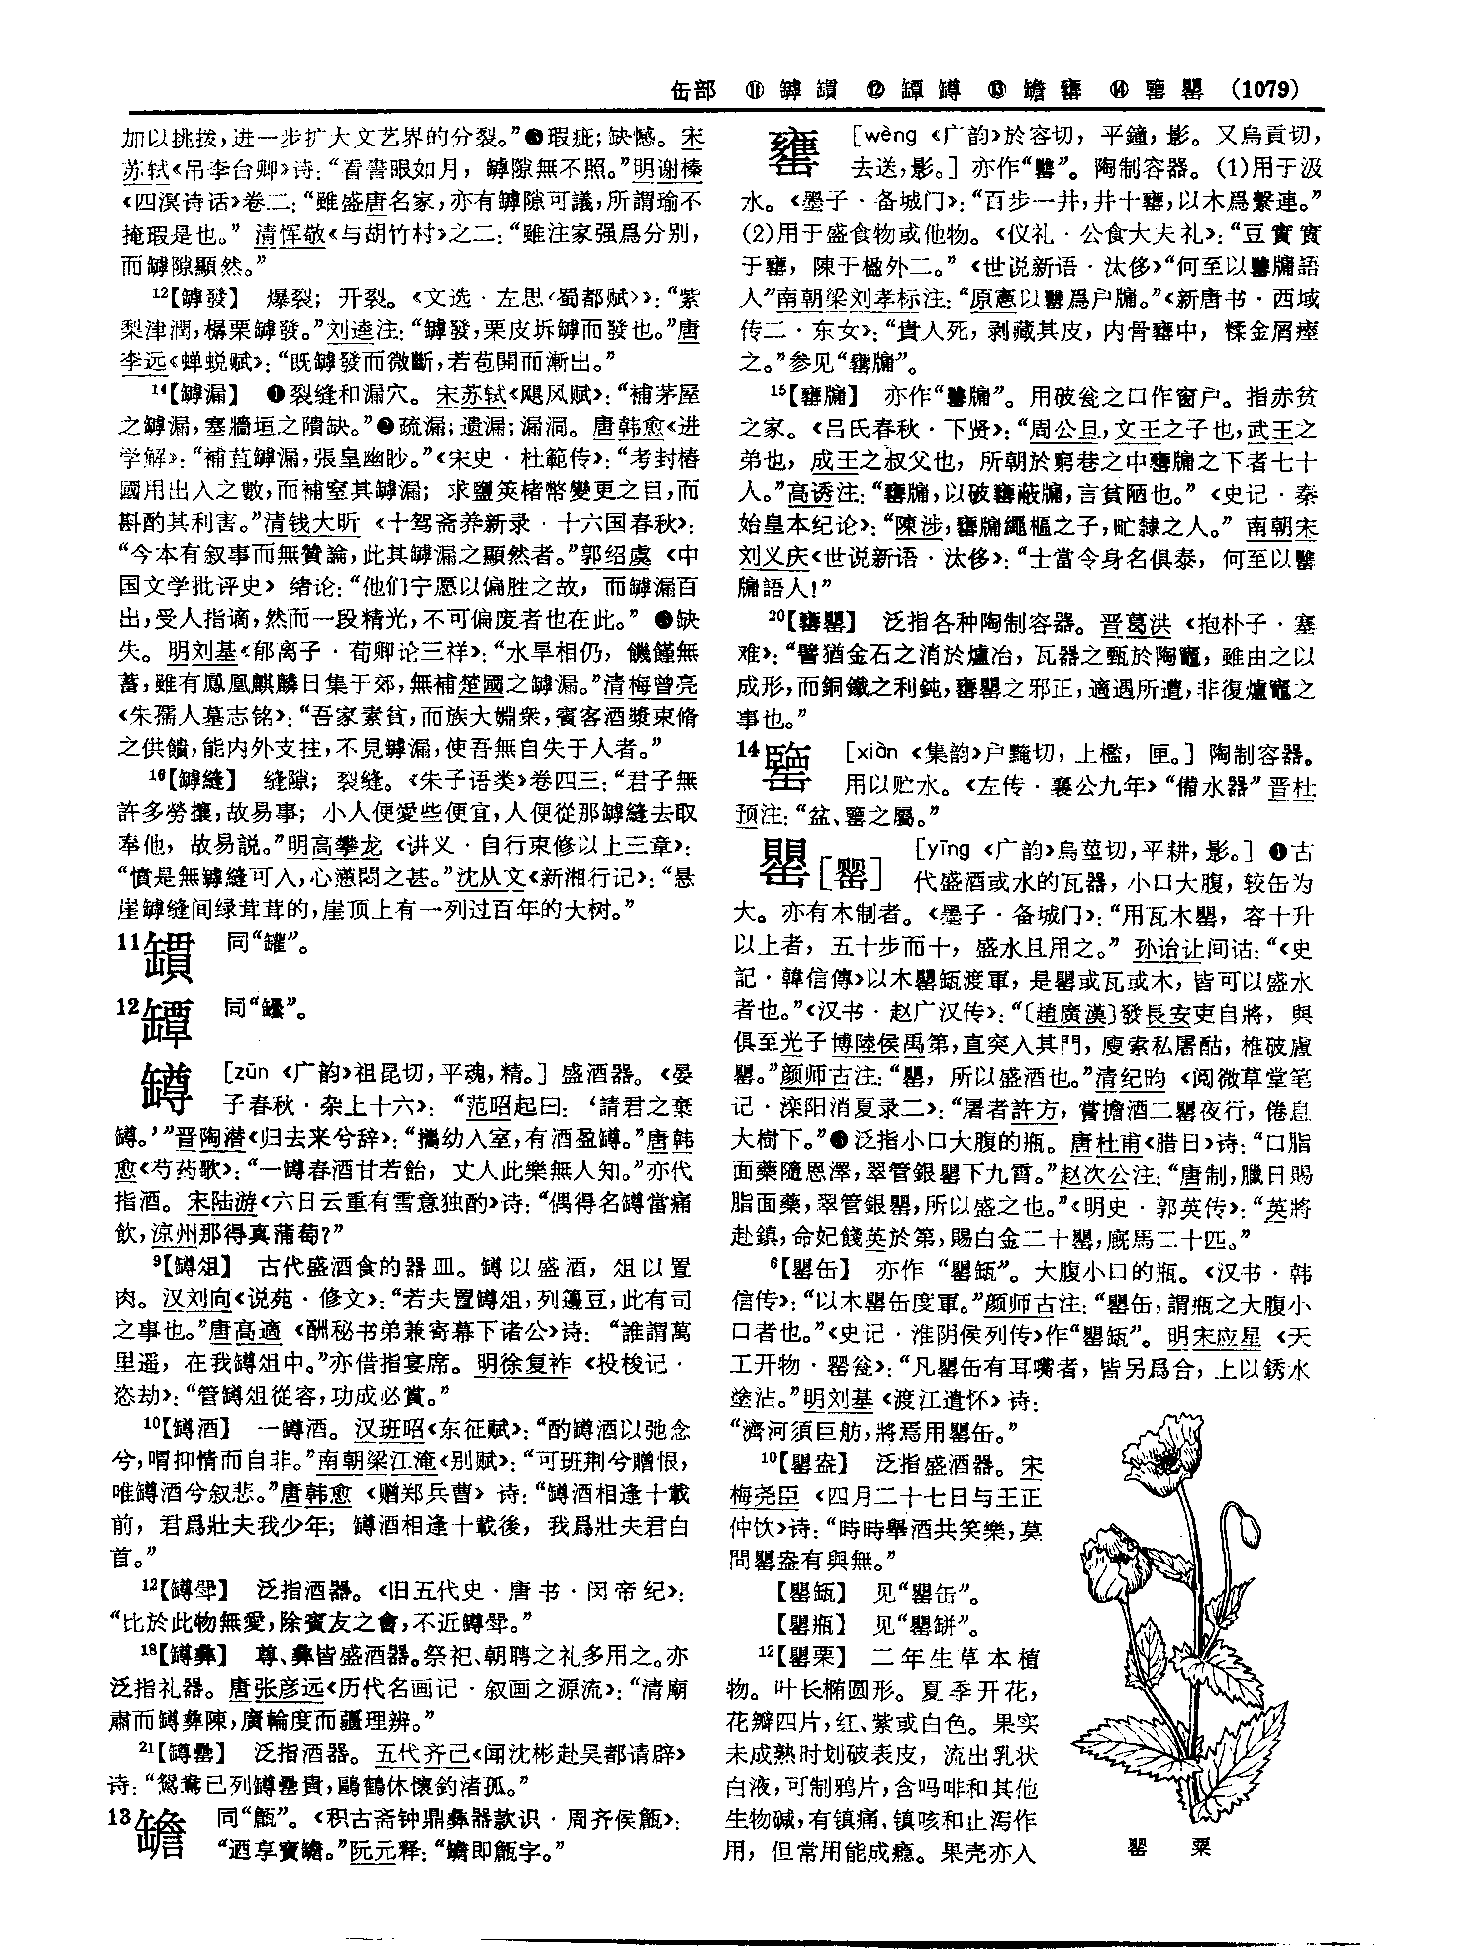 缶部 ⑪ 罅 䍙 ⑫ 罈 罇 ⑬ 罎 罋 ⑭ 䍜 罌 (1079)
加以挑拨，进一步扩大文艺界的分裂。”❸瑕疵；缺憾。宋
苏轼《吊李台卿》诗：“看書眼如月，罅隙無不照。”明谢榛
《四溟诗话》卷二：“雖盛唐名家，亦有罅隙可議，所謂瑜不
掩瑕是也。” 清恽敬《与胡竹村》之二：“雖注家强爲分别，
而罅隙顯然。”
12【罅發】 爆裂；开裂。《文选·左思〈蜀都赋〉》：“紫
梨津潤，樼栗罅發。”刘逵注：“罅發，栗皮坼罅而發也。”唐
李远《蝉蜕赋》：“既罅發而微斷，若苞開而漸出。”
14【罅漏】 ❶裂缝和漏穴。宋苏轼《飓风赋》：“補茅屋
之罅漏，塞牆垣之隤缺。”❷疏漏；遗漏；漏洞。唐韩愈《进
学解》：“補苴罅漏，張皇幽眇。”《宋史·杜範传》：“考封樁
國用出入之數，而補窒其罅漏；求鹽筴楮幣變更之目，而
斟酌其利害。”清钱大昕《十驾斋养新录·十六国春秋》：
“今本有叙事而無贊論，此其罅漏之顯然者。”郭绍虞《中
国文学批评史》绪论：“他们宁愿以偏胜之故，而罅漏百
出，受人指谪，然而一段精光，不可偏废者也在此。” ❸缺
失。明刘基《郁离子·荀卿论三祥》：“水旱相仍，饑饉無
蓄，雖有鳳凰麒麟日集于郊，無補楚國之罅漏。”清梅曾亮
《朱孺人墓志铭》：“吾家素貧，而族大姻衆，賓客酒漿束脩
之供饋，能内外支拄，不見罅漏，使吾無自失于人者。”
16【罅縫】 缝隙；裂缝。《朱子语类》卷四三：“君子無
許多勞攘，故易事；小人便愛些便宜，人便從那罅縫去取
奉他，故易説。”明高攀龙《讲义·自行束修以上三章》：
“憤是無罅縫可入，心懣悶之甚。”沈从文《新湘行记》：“悬
崖罅缝间绿茸茸的，崖顶上有一列过百年的大树。”
11 䍙 同“罐”。
12 罈 同“罎”。
罇 [zūn《广韵》祖昆切，平魂，精。] 盛酒器。《晏
子春秋·杂上十六》：“范昭起曰：‘請君之棄
罇。’”晋陶潜《归去来兮辞》：“攜幼入室，有酒盈罇。”唐韩
愈《芍药歌》：“一罇春酒甘若飴，丈人此樂無人知。”亦代
指酒。宋陆游《六日云重有雪意独酌》诗：“偶得名罇當痛
飲，涼州那得真蒲萄？”
9【罇俎】 古代盛酒食的器皿。罇以盛酒，俎以置
肉。汉刘向《说苑·修文》：“若夫置罇俎，列籩豆，此有司
之事也。”唐高適《酬秘书弟兼寄幕下诸公》诗：“誰謂萬
里遥，在我罇俎中。”亦借指宴席。明徐复祚《投梭记·
恣劫》：“管罇俎從容，功成必賞。”
10【罇酒】 一罇酒。汉班昭《东征赋》：“酌罇酒以弛念
兮，喟抑情而自非。”南朝梁江淹《别赋》：“可班荆兮贈恨，
唯罇酒兮叙悲。”唐韩愈《赠郑兵曹》诗：“罇酒相逢十載
前，君爲壯夫我少年；罇酒相逢十載後，我爲壯夫君白
首。”
12【罇斝】 泛指酒器。《旧五代史·唐书·闵帝纪》：
“比於此物無愛，除賓友之會，不近罇斝。”
18【罇彝】 尊、彝皆盛酒器。祭祀、朝聘之礼多用之。亦
泛指礼器。唐张彦远《历代名画记·叙画之源流》：“清廟
肅而罇彝陳，廣輪度而疆理辨。”
21【罇罍】 泛指酒器。五代齐己《闻沈彬赴吴都请辟》
诗：“鴛鴦已列罇罍貴，鷗鶴休懷釣渚孤。”
13 同“甔”。《积古斋钟鼎彝器款识·周齐侯甔》：
阮元释：
罋 [wèng《广韵》於容切，平鍾，影。又烏貢切，
去送，影。] 亦作“甕”。陶制容器。(1)用于汲
水。《墨子·备城门》：“百步一井，井十罋，以木爲繫連。”
(2)用于盛食物或他物。《仪礼·公食大夫礼》：“豆實實
于罋，陳于楹外二。”《世说新语·汰侈》“何至以甕牖語
人”南朝梁刘孝标注：“原憲以甕爲户牖。”《新唐书·西域
传二·东女》：“貴人死，剥藏其皮，内骨罋中，糅金屑瘞
之。”参见“罋牖”。
15【罋牖】 亦作“甕牖”。用破瓮之口作窗户。指赤贫
之家。《吕氏春秋·下贤》：“周公旦，文王之子也，武王之
弟也，成王之叔父也，所朝於窮巷之中罋牖之下者七十
人。”高诱注：“罋牖，以破罋蔽牖，言貧陋也。”《史记·秦
始皇本纪论》：“陳涉，罋牖繩樞之子，甿隸之人。”南朝宋
刘义庆《世说新语·汰侈》：“士當令身名俱泰，何至以甕
牖語人！”
20【罋罌】 泛指各种陶制容器。晋葛洪《抱朴子·塞
难》：“譬猶金石之消於爐冶，瓦器之甄於陶竈，雖由之以
成形，而銅鐵之利鈍，罋罌之邪正，適遇所遭，非復爐竈之
事也。”
14 䍜 [xiàn《集韵》户黤切，上檻，匣。] 陶制容器。
用以贮水。《左传·襄公九年》“備水器”晋杜
预注：“盆、䍜之屬。”
罌[甖] [yīng《广韵》烏莖切，平耕，影。] ❶古
代盛酒或水的瓦器，小口大腹，较缶为
大。亦有木制者。《墨子·备城门》：“用瓦木罌，容十升
以上者，五十步而十，盛水且用之。”孙诒让间诂：“《史
記·韓信傳》以木罌缻渡軍，是罌或瓦或木，皆可以盛水
者也。”《汉书·赵广汉传》：“〔趙廣漢〕發長安吏自將，與
俱至光子博陸侯禹第，直突入其門，廋索私屠酤，椎破盧
罌。”颜师古注：“罌，所以盛酒也。”清纪昀《阅微草堂笔
记·滦阳消夏录二》：“屠者許方，嘗擔酒二罌夜行，倦息
大樹下。”❷泛指小口大腹的瓶。唐杜甫《腊日》诗：“口脂
面藥隨恩澤，翠管銀罌下九霄。”赵次公注：“唐制，臘日賜
脂面藥，翠管銀罌，所以盛之也。”《明史·郭英传》：“英將
赴鎮，命妃餞英於第，賜白金二十罌，廄馬二十匹。”
6【罌缶】 亦作“罌缻”。大腹小口的瓶。《汉书·韩
信传》：“以木罌缶度軍。”颜师古注：“罌缶，謂瓶之大腹小
口者也。”《史记·淮阴侯列传》作“罌缻”。明宋应星《天
工开物·罂瓮》：“凡罌缶有耳嘴者，皆另爲合，上以銹水
塗沾。”明刘基《渡江遣怀》诗：
“濟河須巨舫，將焉用罌缶。”
10【罌盎】 泛指盛酒器。宋
梅尧臣《四月二十七日与王正
仲饮》诗：“時時舉酒共笑樂，莫
問罌盎有與無。”
【罌缻】 见“罌缶”。
【罌瓶】 见“罌缾”。
12【罌粟】 二年生草本植
物。叶长椭圆形。夏季开花，
花瓣四片，红、紫或白色。果实
未成熟时划破表皮，流出乳状
白液，可制鸦片，含吗啡和其他
生物碱，有镇痛、镇咳和止泻作
用，但常用能成瘾。果壳亦入
罌 粟